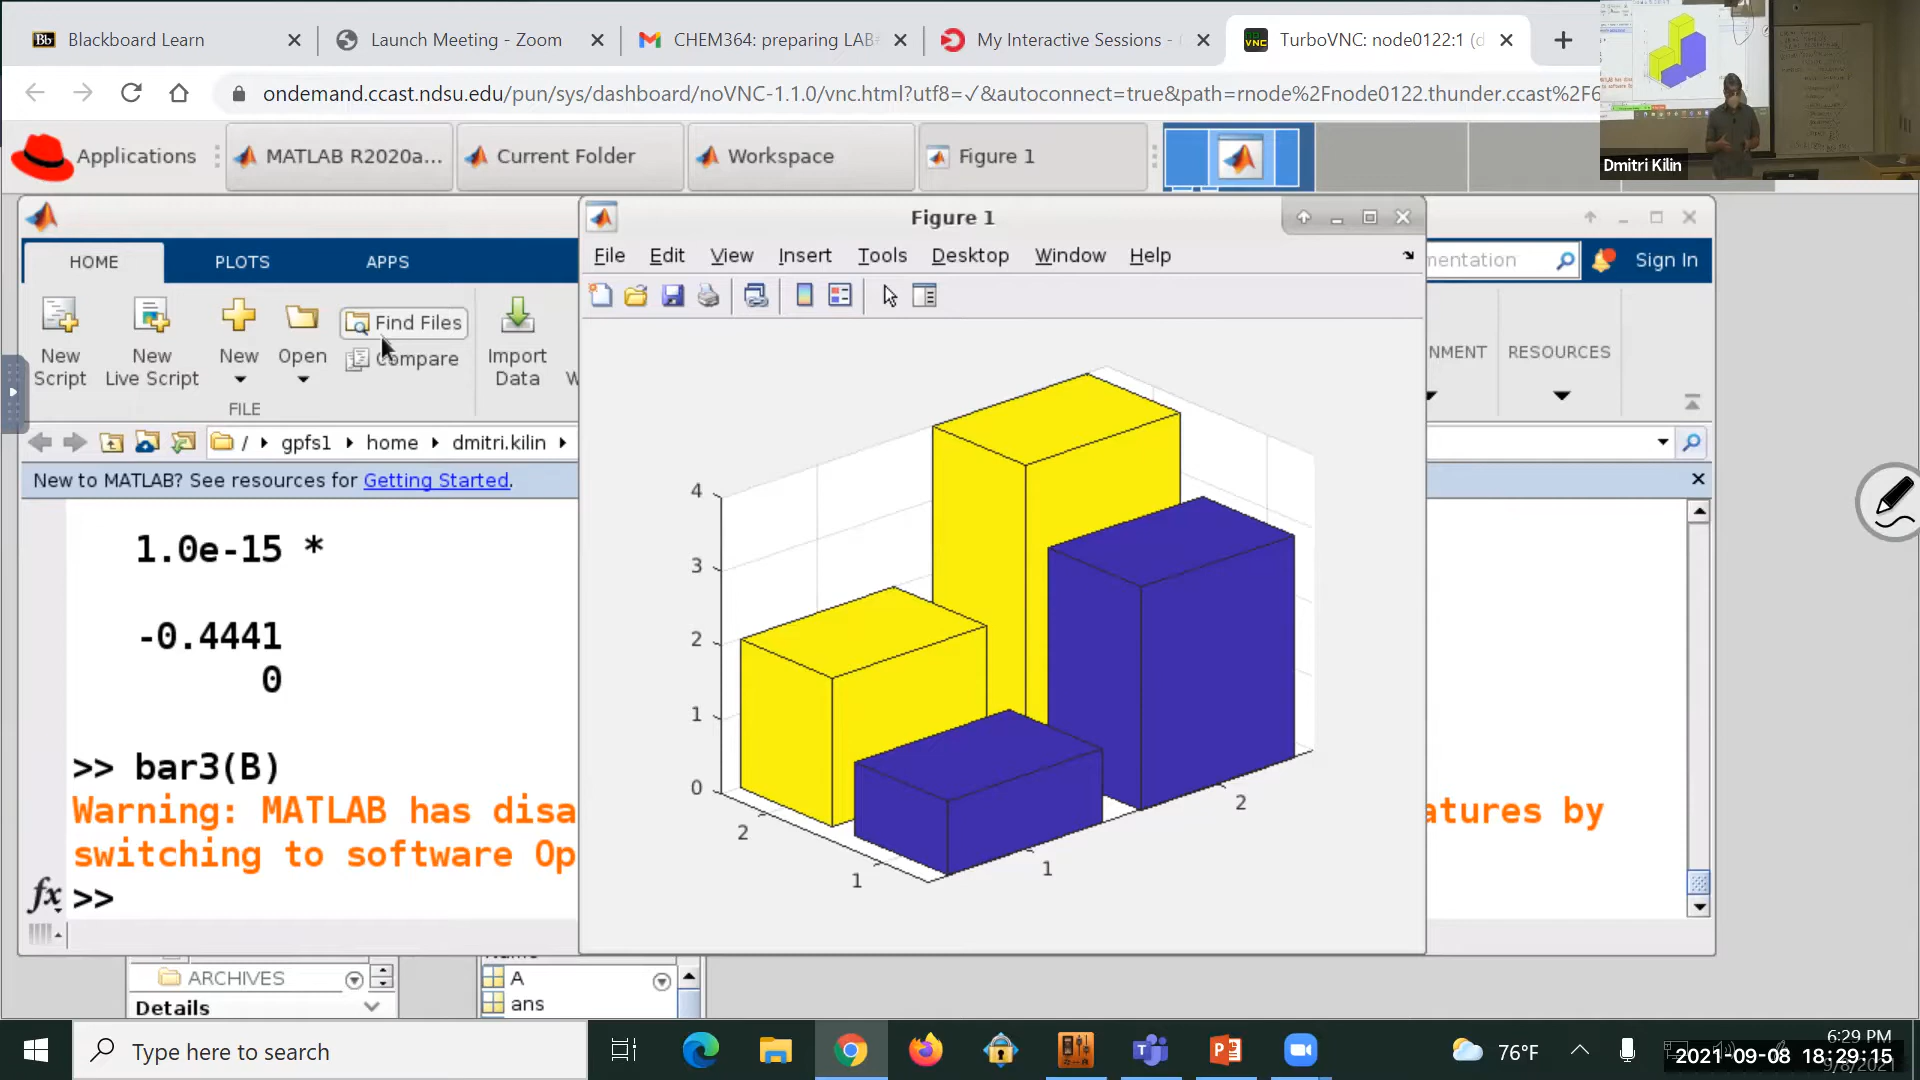 Blackboard Learn
Launch Meeting - Zoom
CHEM364: preparing LAB
My Interactive Sessions -
TurboVNC: node0122:1 (d
ondemand.ccast.ndsu.edu/pun/sys/dashboard/noVNC-1.1.0/vnc.html?utf8=✓&autoconnect=true&path=rnode%2Fnode0122.thunder.ccast%2F6
Dmitri Kilin
Applications
MATLAB R2020a...
Current Folder
Workspace
Figure 1
Figure 1
HOME
PLOTS
APPS
File Edit View Insert Tools Desktop Window Help
mentation
Sign In
New Script
New Live Script
New
Open
Find Files
Compare
Import Data
W
FILE
NMENT
RESOURCES
/ ▸ gpfs1 ▸ home ▸ dmitri.kilin ▸
New to MATLAB? See resources for Getting Started.
1.0e-15 *
-0.4441
0
>> bar3(B)
Warning: MATLAB has disa
atures by
switching to software Op
fx >>
4
3
2
1
0
2
1
1
2
ARCHIVES
Details
A
ans
Type here to search
76°F
6:29 PM
2021-09-08 18:29:15